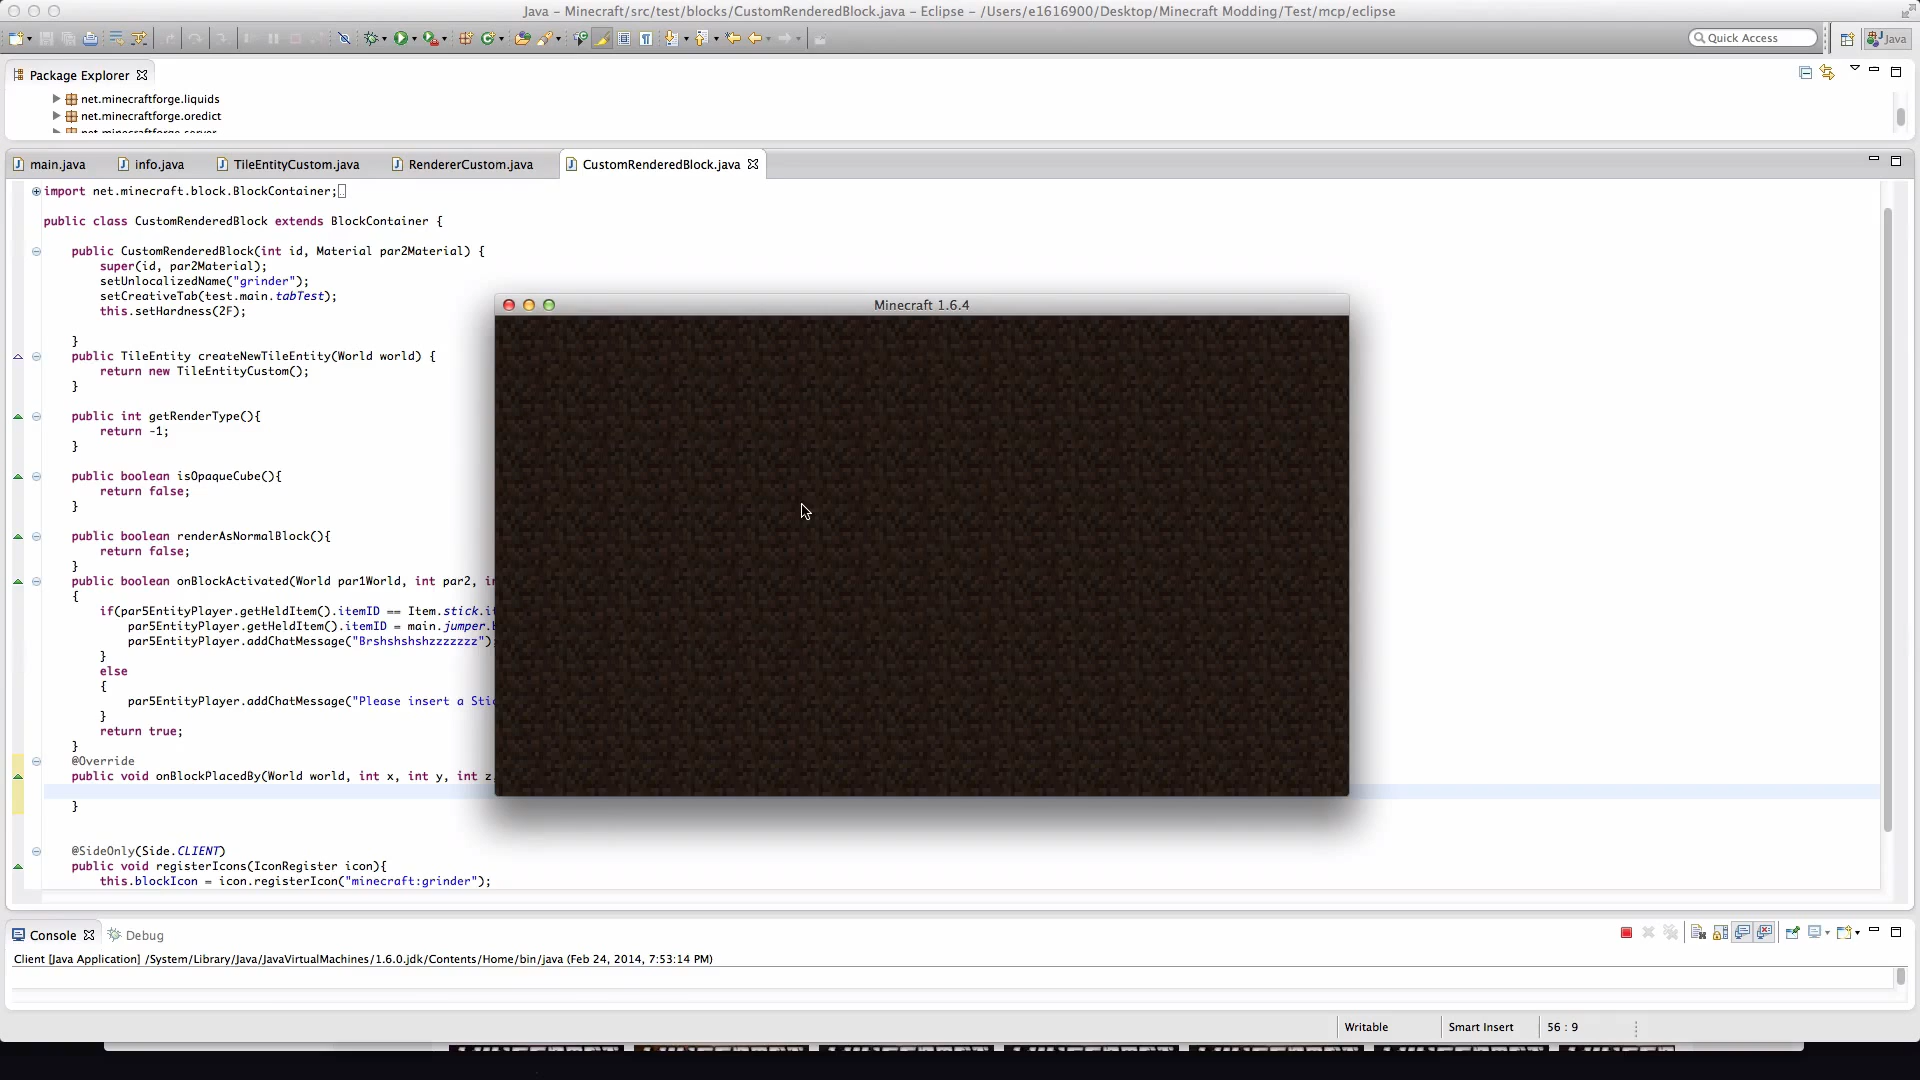 Java – Minecraft/src/test/blocks/CustomRenderedBlock.java – Eclipse – /Users/e1616900/Desktop/Minecraft Modding/Test/mcp/eclipse
Quick Access
Java
Package Explorer
net.minecraftforge.liquids
net.minecraftforge.oredict
net.minecraftforge.server
main.java
info.java
TileEntityCustom.java
RendererCustom.java
CustomRenderedBlock.java
import net.minecraft.block.BlockContainer;
public class CustomRenderedBlock extends BlockContainer {
public CustomRenderedBlock(int id, Material par2Material) {
super(id, par2Material);
setUnlocalizedName("grinder");
setCreativeTab(test.main.tabTest);
this.setHardness(2F);
}
public TileEntity createNewTileEntity(World world) {
return new TileEntityCustom();
}
public int getRenderType(){
return -1;
}
public boolean isOpaqueCube(){
return false;
}
public boolean renderAsNormalBlock(){
return false;
}
public boolean onBlockActivated(World par1World, int par2, in
{
if(par5EntityPlayer.getHeldItem().itemID == Item.stick.i
par5EntityPlayer.getHeldItem().itemID = main.jumper.
par5EntityPlayer.addChatMessage("Brshshshshzzzzzzz")
}
else
{
par5EntityPlayer.addChatMessage("Please insert a Stic
}
return true;
}
@Override
public void onBlockPlacedBy(World world, int x, int y, int z
}
@SideOnly(Side.CLIENT)
public void registerIcons(IconRegister icon){
this.blockIcon = icon.registerIcon("minecraft:grinder");
Minecraft 1.6.4
Console
Debug
Client [Java Application] /System/Library/Java/JavaVirtualMachines/1.6.0.jdk/Contents/Home/bin/java (Feb 24, 2014, 7:53:14 PM)
Writable
Smart Insert
56 : 9